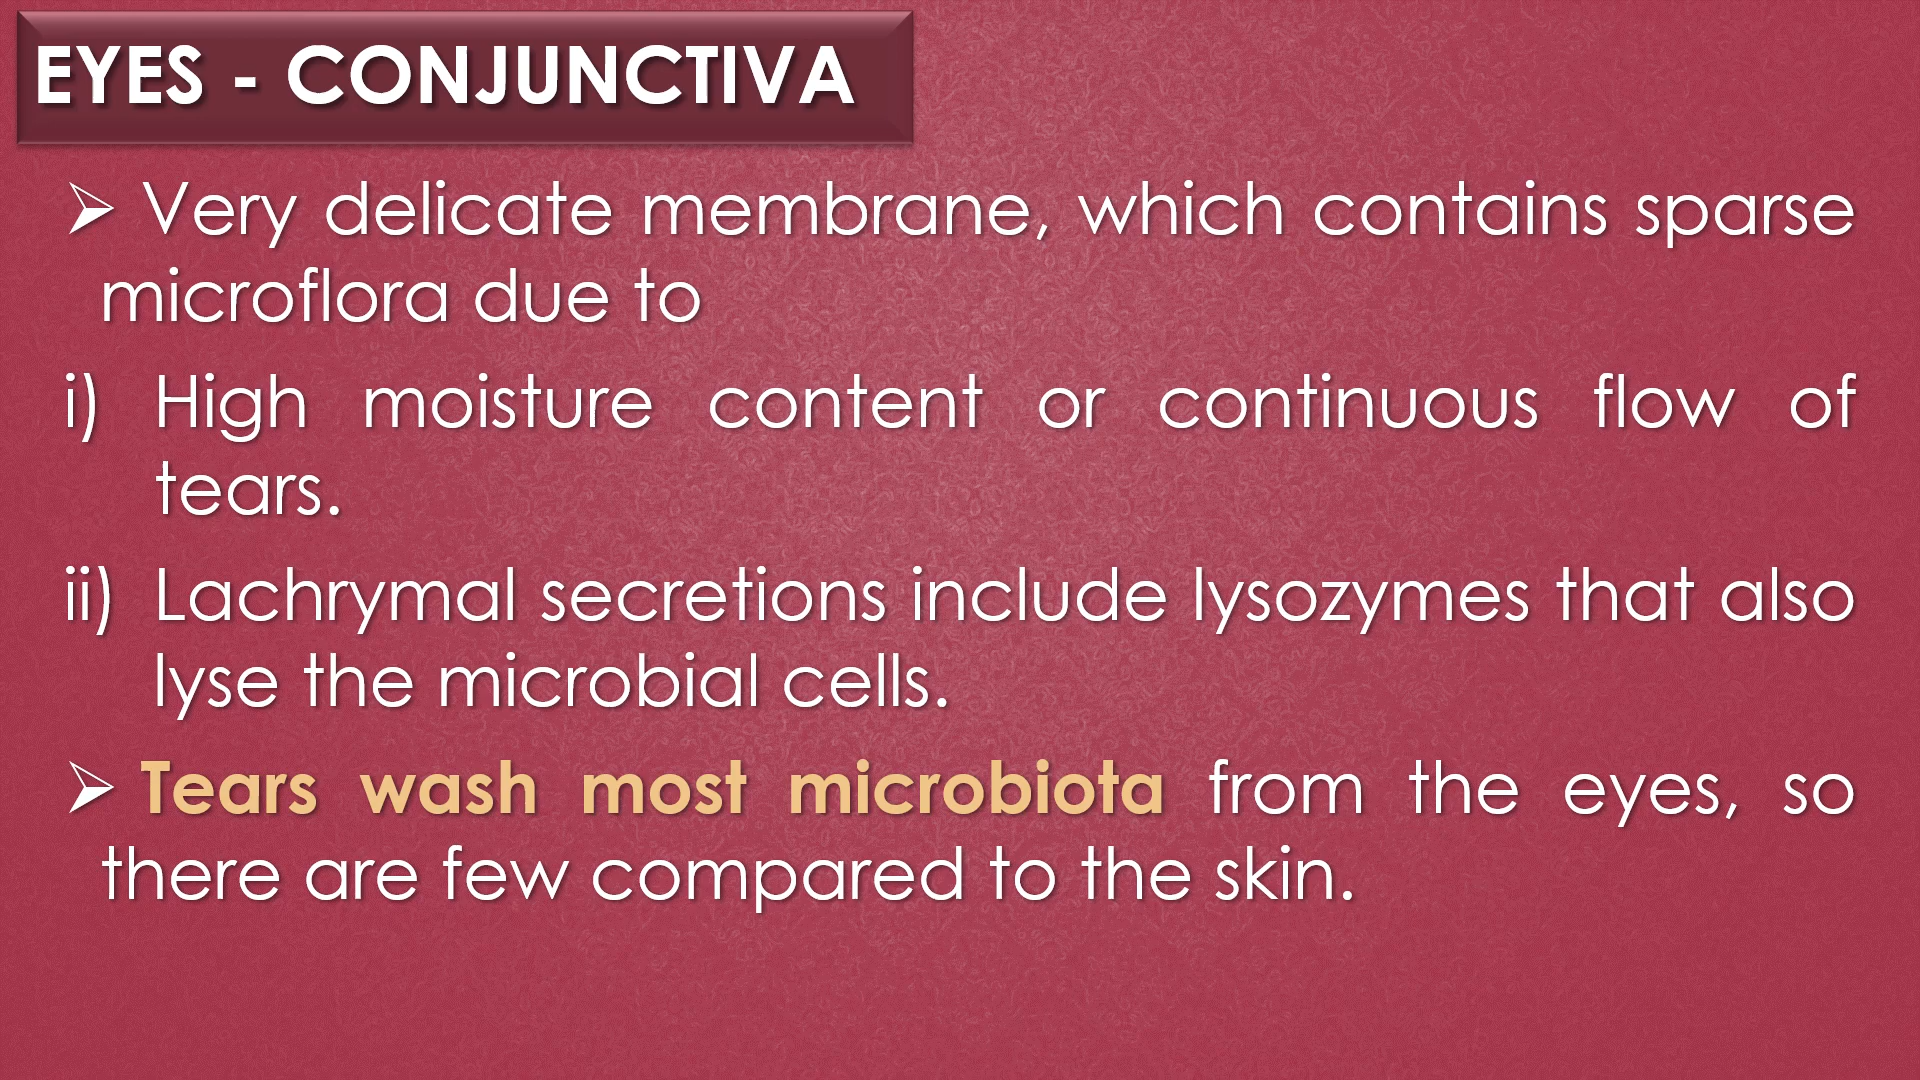 EYES - CONJUNCTIVA
➢ Very delicate membrane, which contains sparse
microflora due to
i) High moisture content or continuous flow of
tears.
ii) Lachrymal secretions include lysozymes that also
lyse the microbial cells.
➢ Tears wash most microbiota from the eyes, so
there are few compared to the skin.